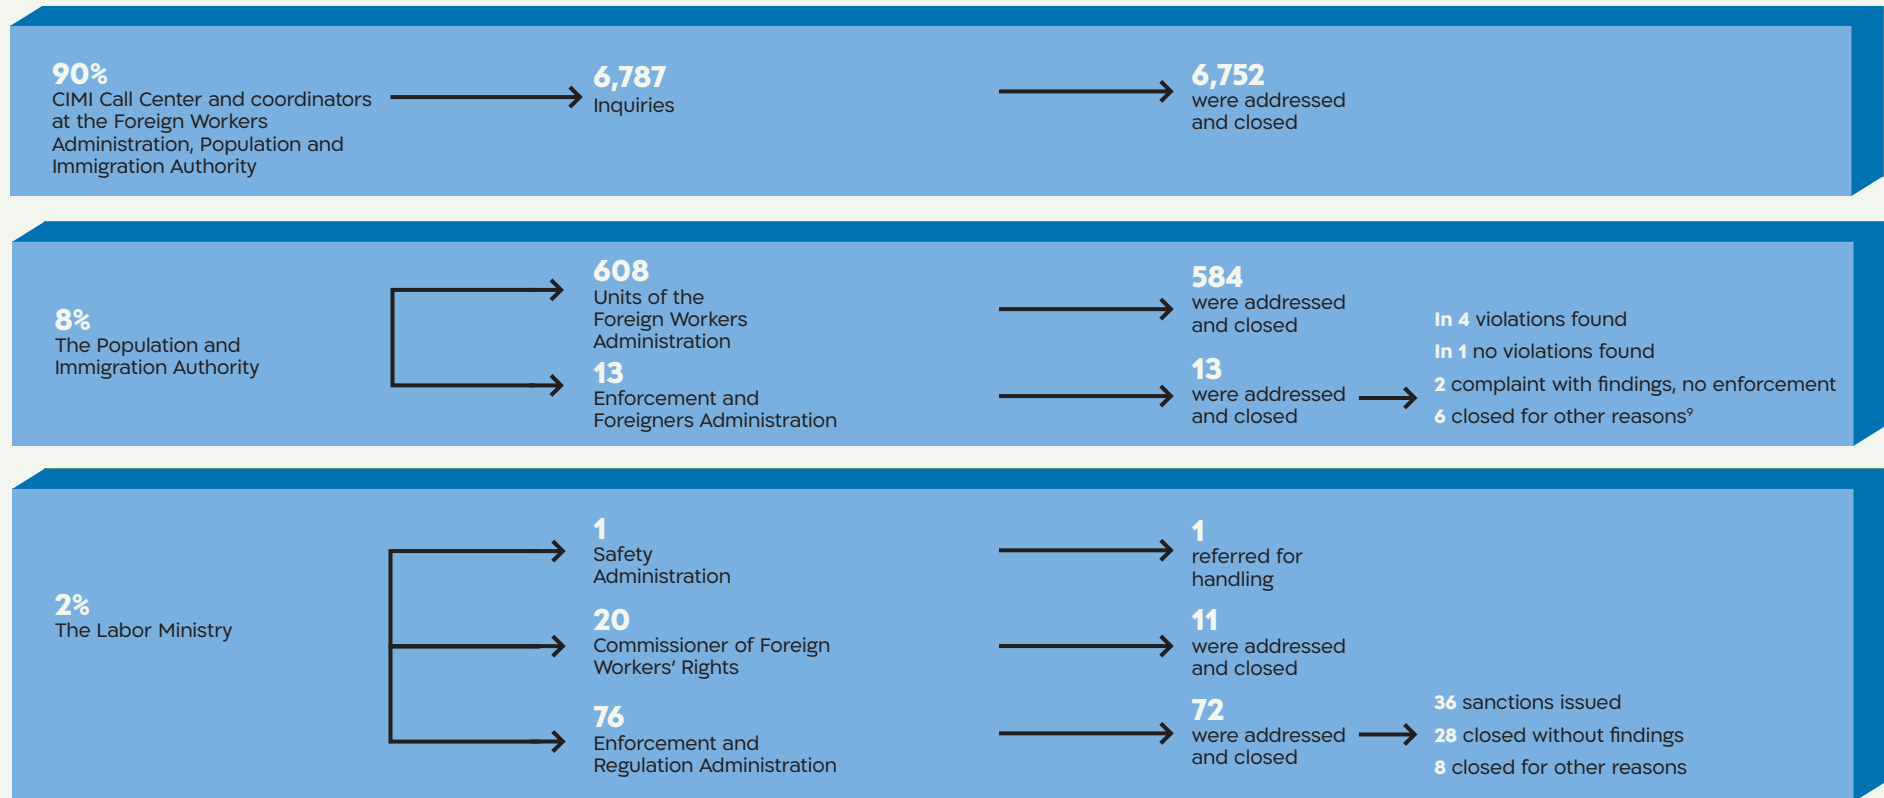 90%
CIMI Call Center and coordinators
at the Foreign Workers
Administration, Population and
Immigration Authority
6,787
Inquiries
6,752
were addressed
and closed
8%
The Population and
Immigration Authority
608
Units of the
Foreign Workers
Administration
584
were addressed
and closed
13
Enforcement and
Foreigners Administration
13
were addressed
and closed
In 4 violations found
In 1 no violations found
2 complaint with findings, no enforcement
6 closed for other reasons⁹
2%
The Labor Ministry
1
Safety
Administration
1
referred for
handling
20
Commissioner of Foreign
Workers' Rights
11
were addressed
and closed
76
Enforcement and
Regulation Administration
72
were addressed
and closed
36 sanctions issued
28 closed without findings
8 closed for other reasons